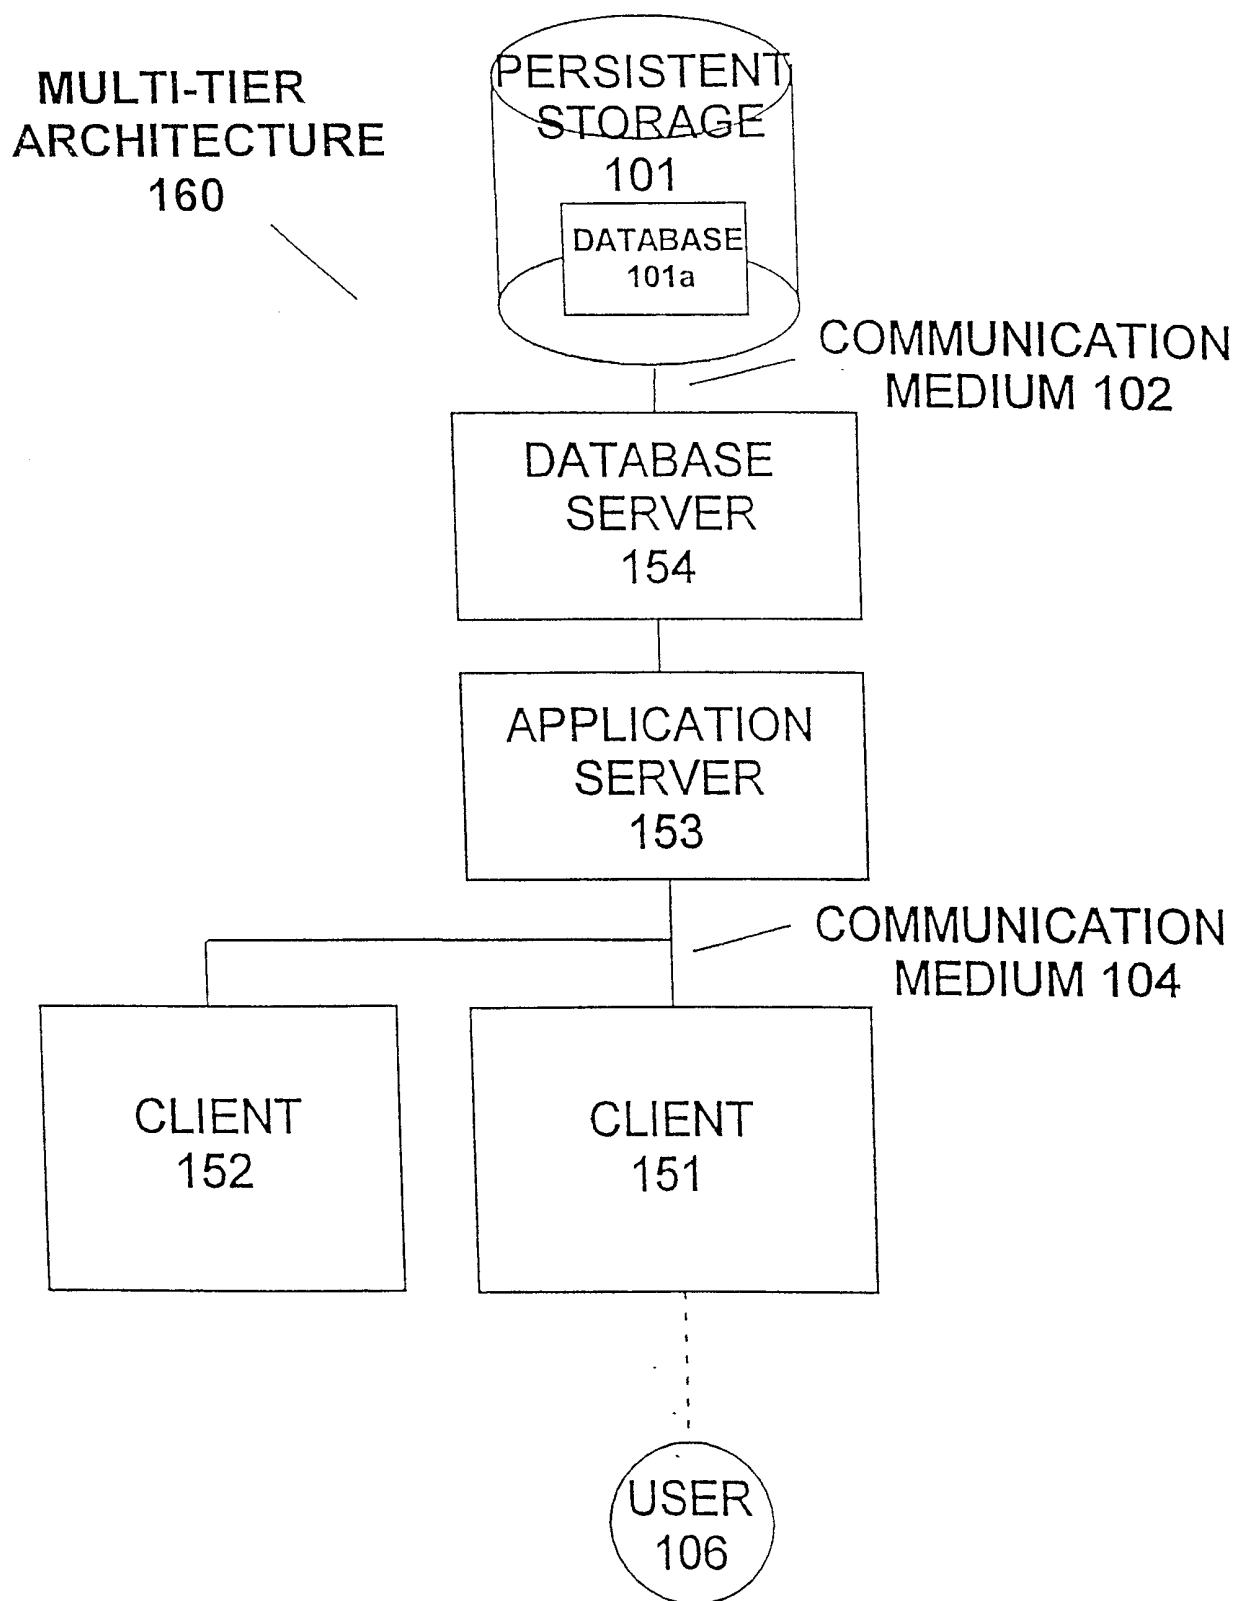 MULTI-TIER
ARCHITECTURE
160
PERSISTENT
STORAGE
101
DATABASE
101a
COMMUNICATION
MEDIUM 102
DATABASE
SERVER
154
APPLICATION
SERVER
153
COMMUNICATION
MEDIUM 104
CLIENT
152
CLIENT
151
USER
106